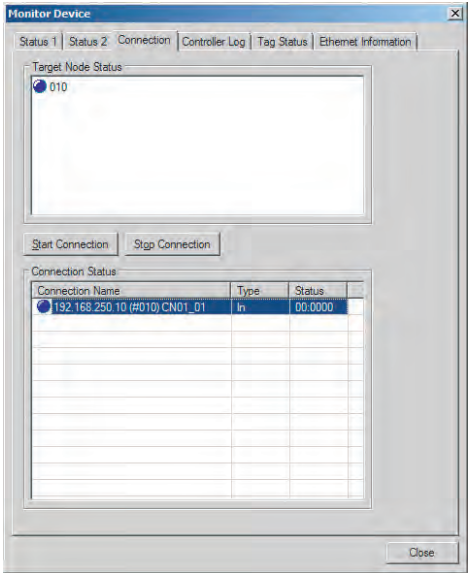 Monitor Device
Status 1 Status 2 Connection Controller Log Tag Status Ethernet Information
Target Node Status
010
Start Connection Stop Connection
Connection Status
Connection Name Type Status
192.168.250.10 (#010) CN01_01 In 00:0000
Close